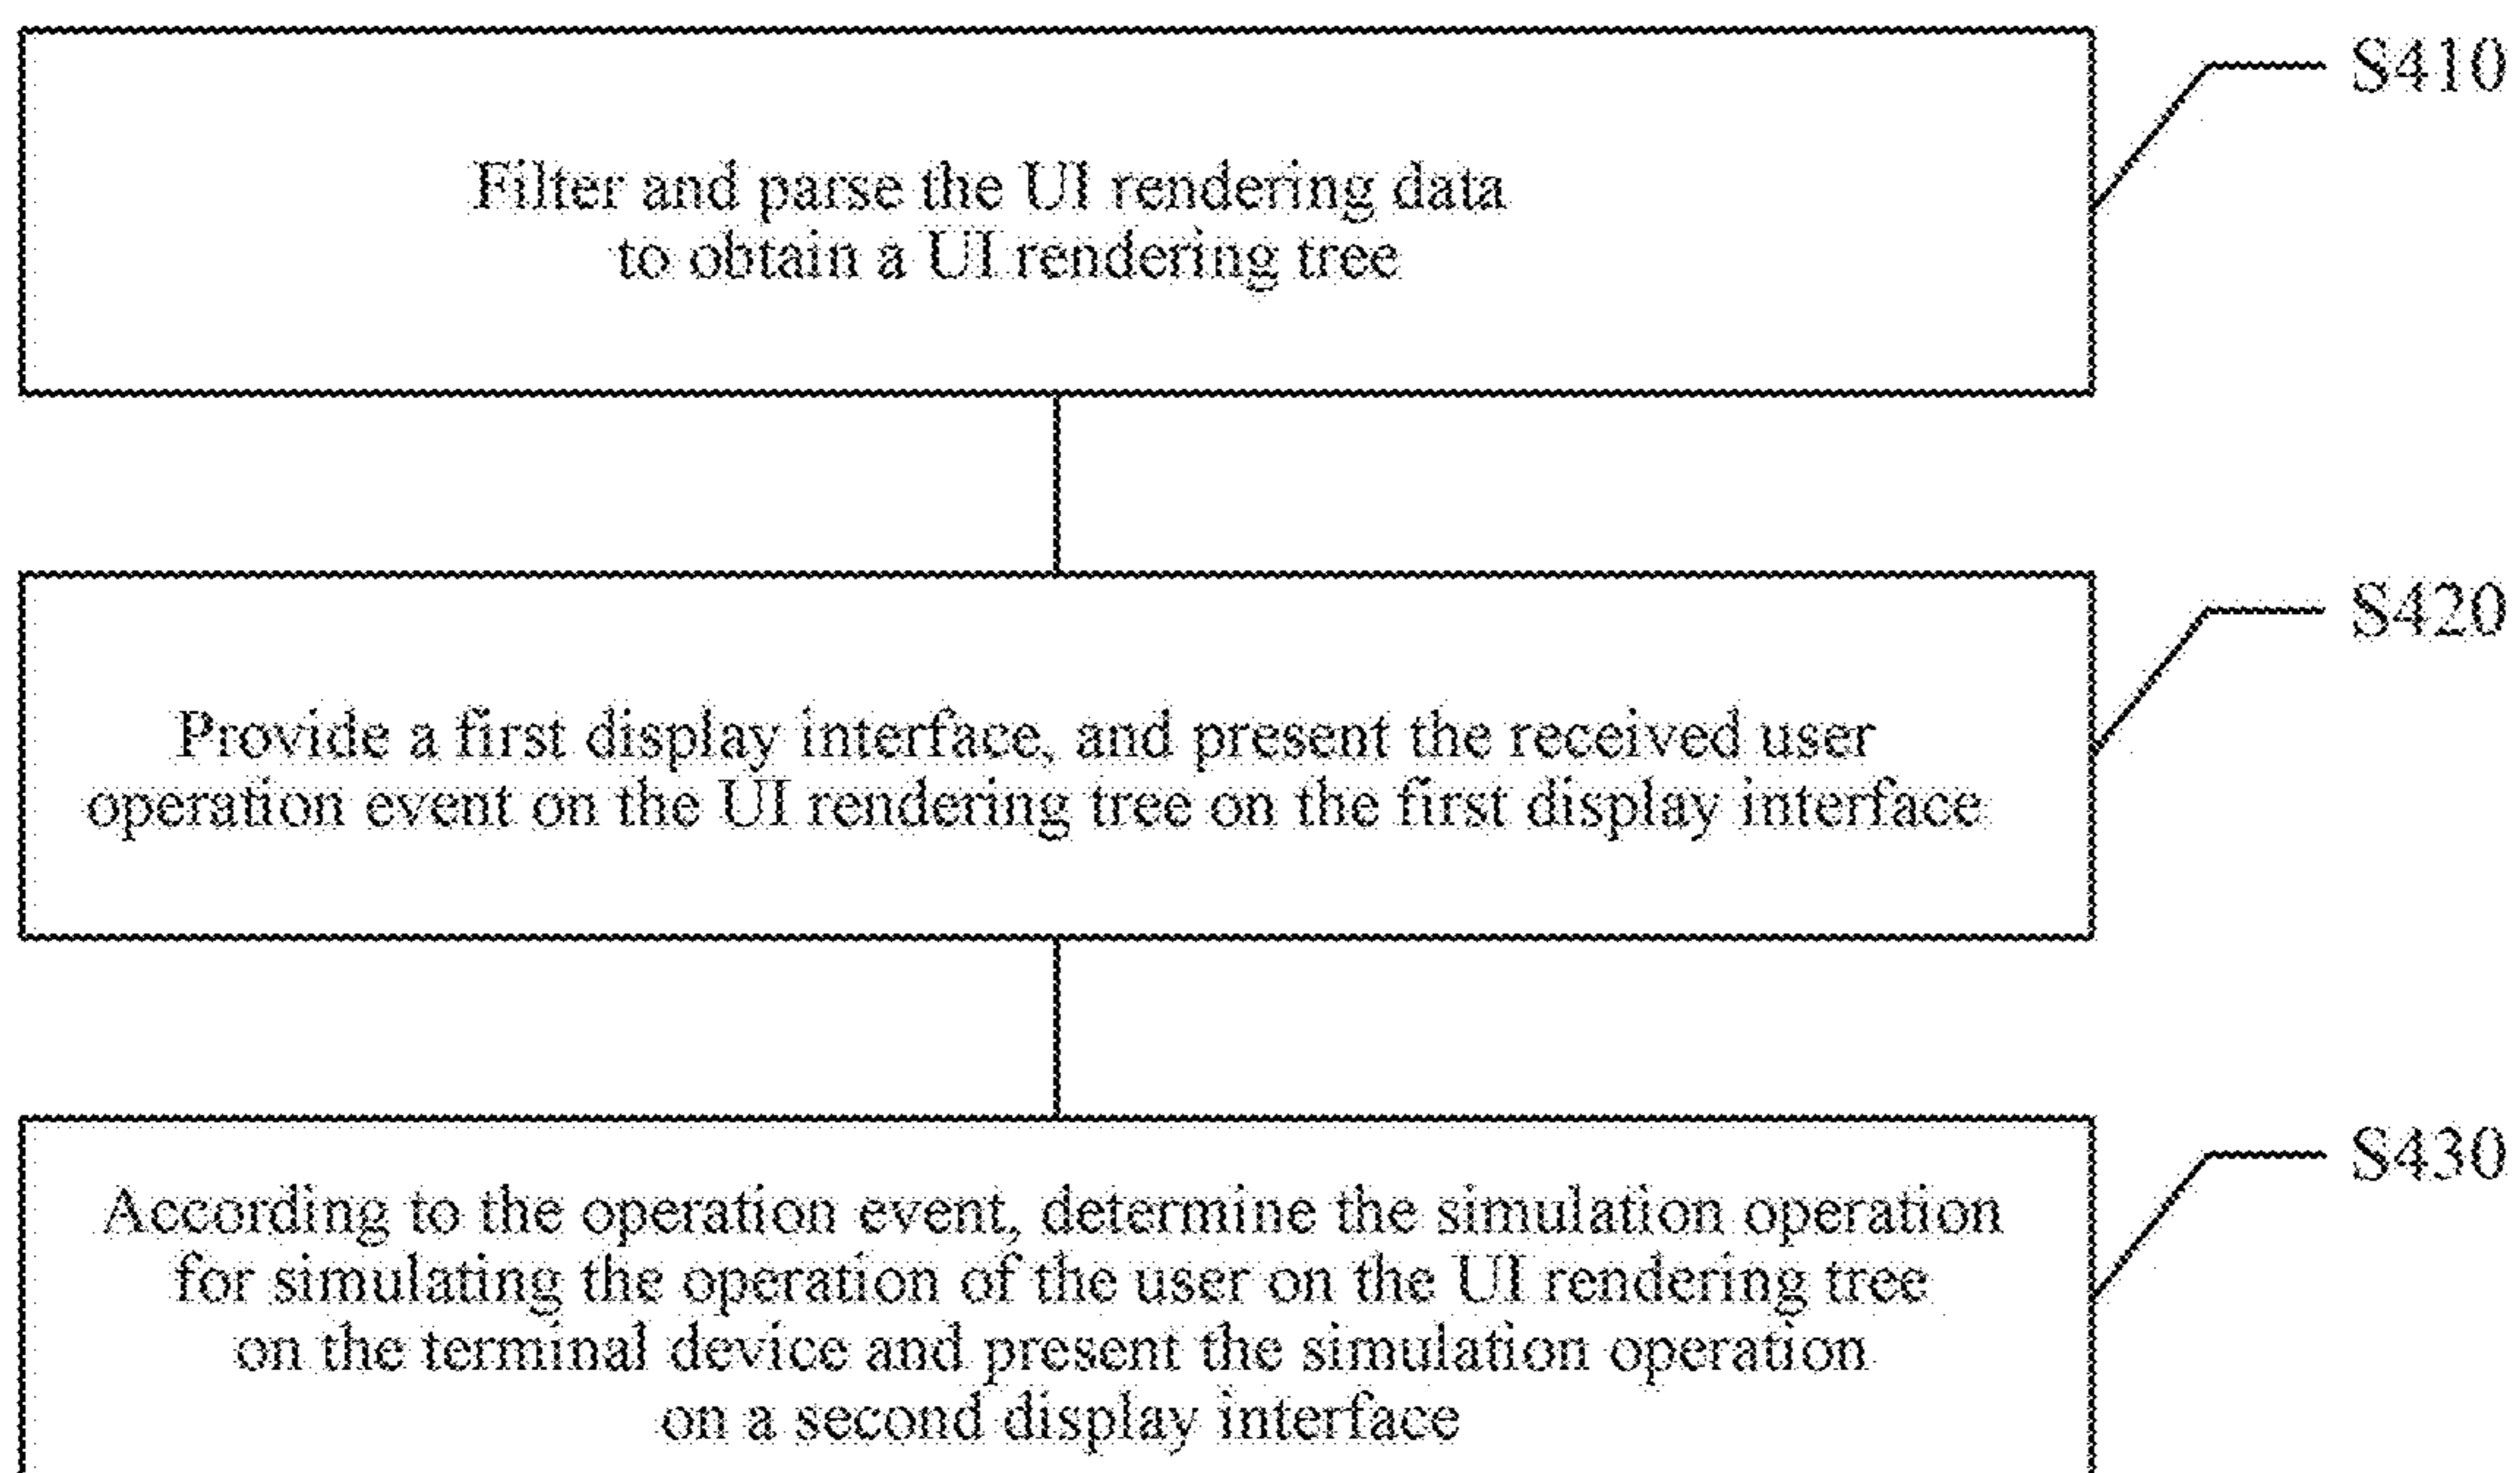 S410
Filter and parse the UI rendering data
to obtain a UI rendering tree
S420
Provide a first display interface, and present the received user
operation event on the UI rendering tree on the first display interface
S430
According to the operation event, determine the simulation operation
for simulating the operation of the user on the UI rendering tree
on the terminal device and present the simulation operation
on a second display interface